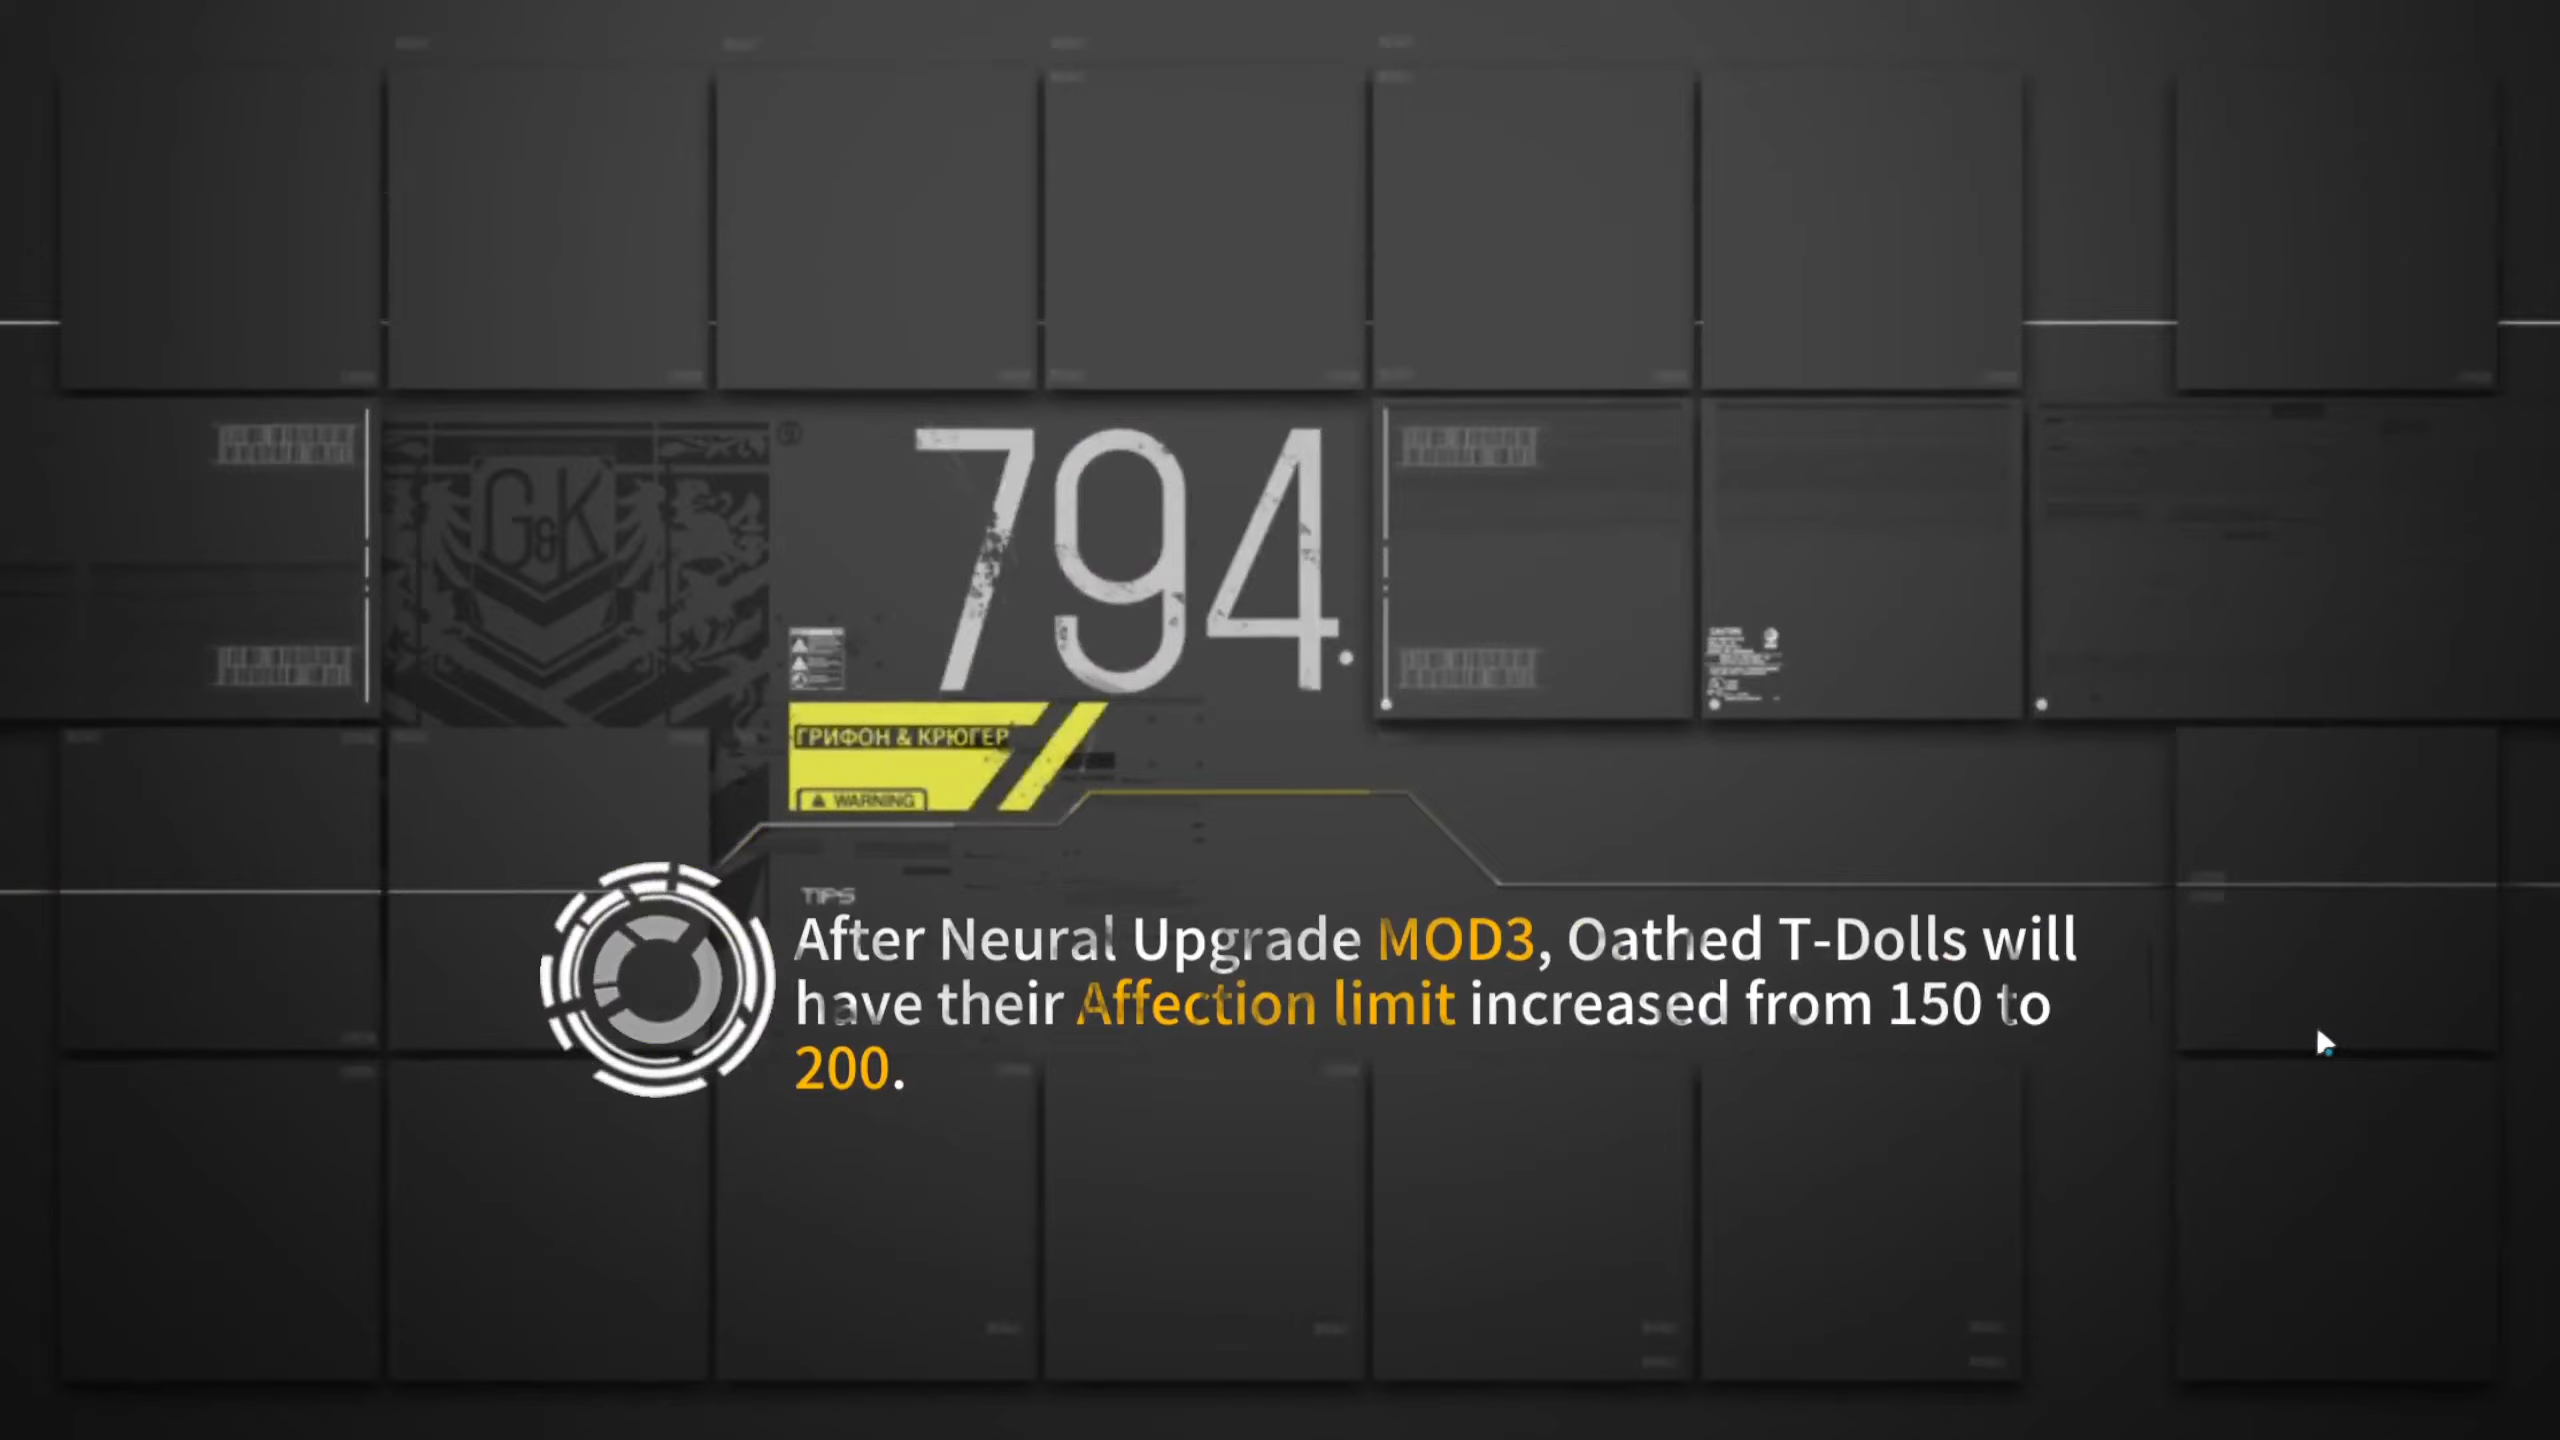 G&K
794.
ГРИФОН & КРЮГЕР
WARNING
TIPS
After Neural Upgrade MOD3, Oathed T-Dolls will
have their Affection limit increased from 150 to
200.